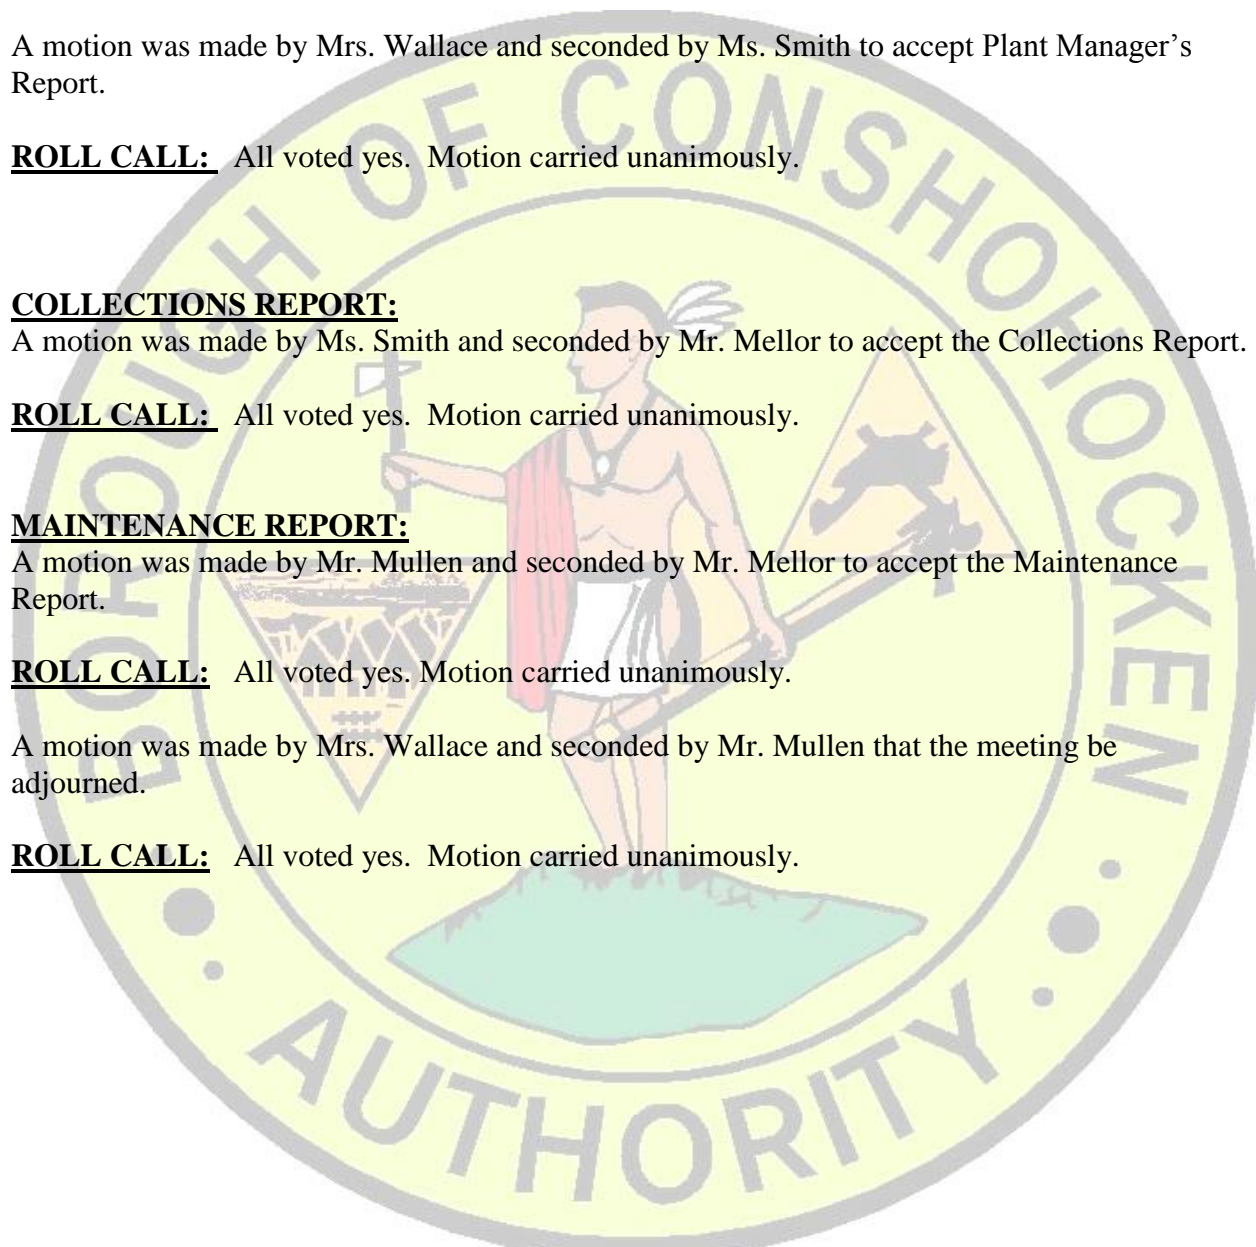 A motion was made by Mrs. Wallace and seconded by Ms. Smith to accept Plant Manager’s
Report.
ROLL CALL: All voted yes. Motion carried unanimously.
COLLECTIONS REPORT:
A motion was made by Ms. Smith and seconded by Mr. Mellor to accept the Collections Report.
ROLL CALL: All voted yes. Motion carried unanimously.
MAINTENANCE REPORT:
A motion was made by Mr. Mullen and seconded by Mr. Mellor to accept the Maintenance
Report.
ROLL CALL: All voted yes. Motion carried unanimously.
A motion was made by Mrs. Wallace and seconded by Mr. Mullen that the meeting be
adjourned.
ROLL CALL: All voted yes. Motion carried unanimously.
BOROUGH OF CONSHOHOCKEN
AUTHORITY